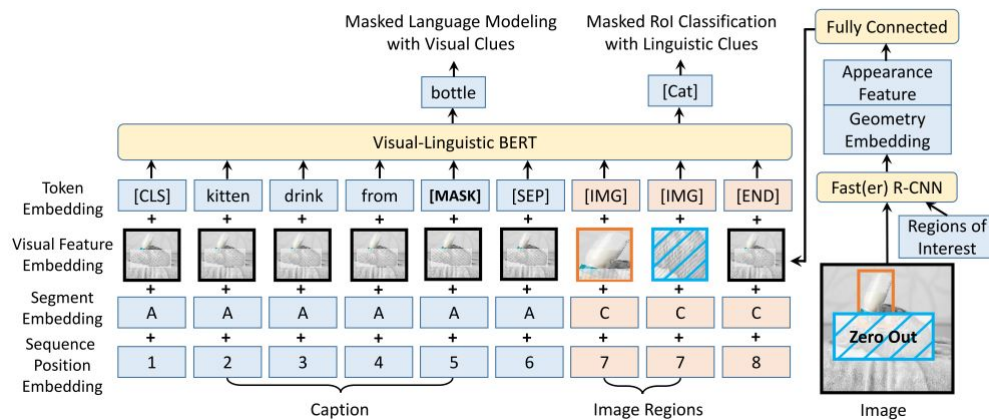 Masked Language Modeling
with Visual Clues
Masked RoI Classification
with Linguistic Clues
Fully Connected
Appearance
Feature
Geometry
Embedding
Fast(er) R-CNN
Regions of
Interest
bottle
[Cat]
Visual-Linguistic BERT
Token
Embedding
[CLS] kitten drink from [MASK] [SEP] [IMG] [IMG] [END]
+ + + + + + + + +
Visual Feature
Embedding
+ + + + + + + + +
Segment
Embedding
A A A A A A C C C
+ + + + + + + + +
Sequence
Position
Embedding
1 2 3 4 5 6 7 7 8
Caption
Image Regions
Zero Out
Image